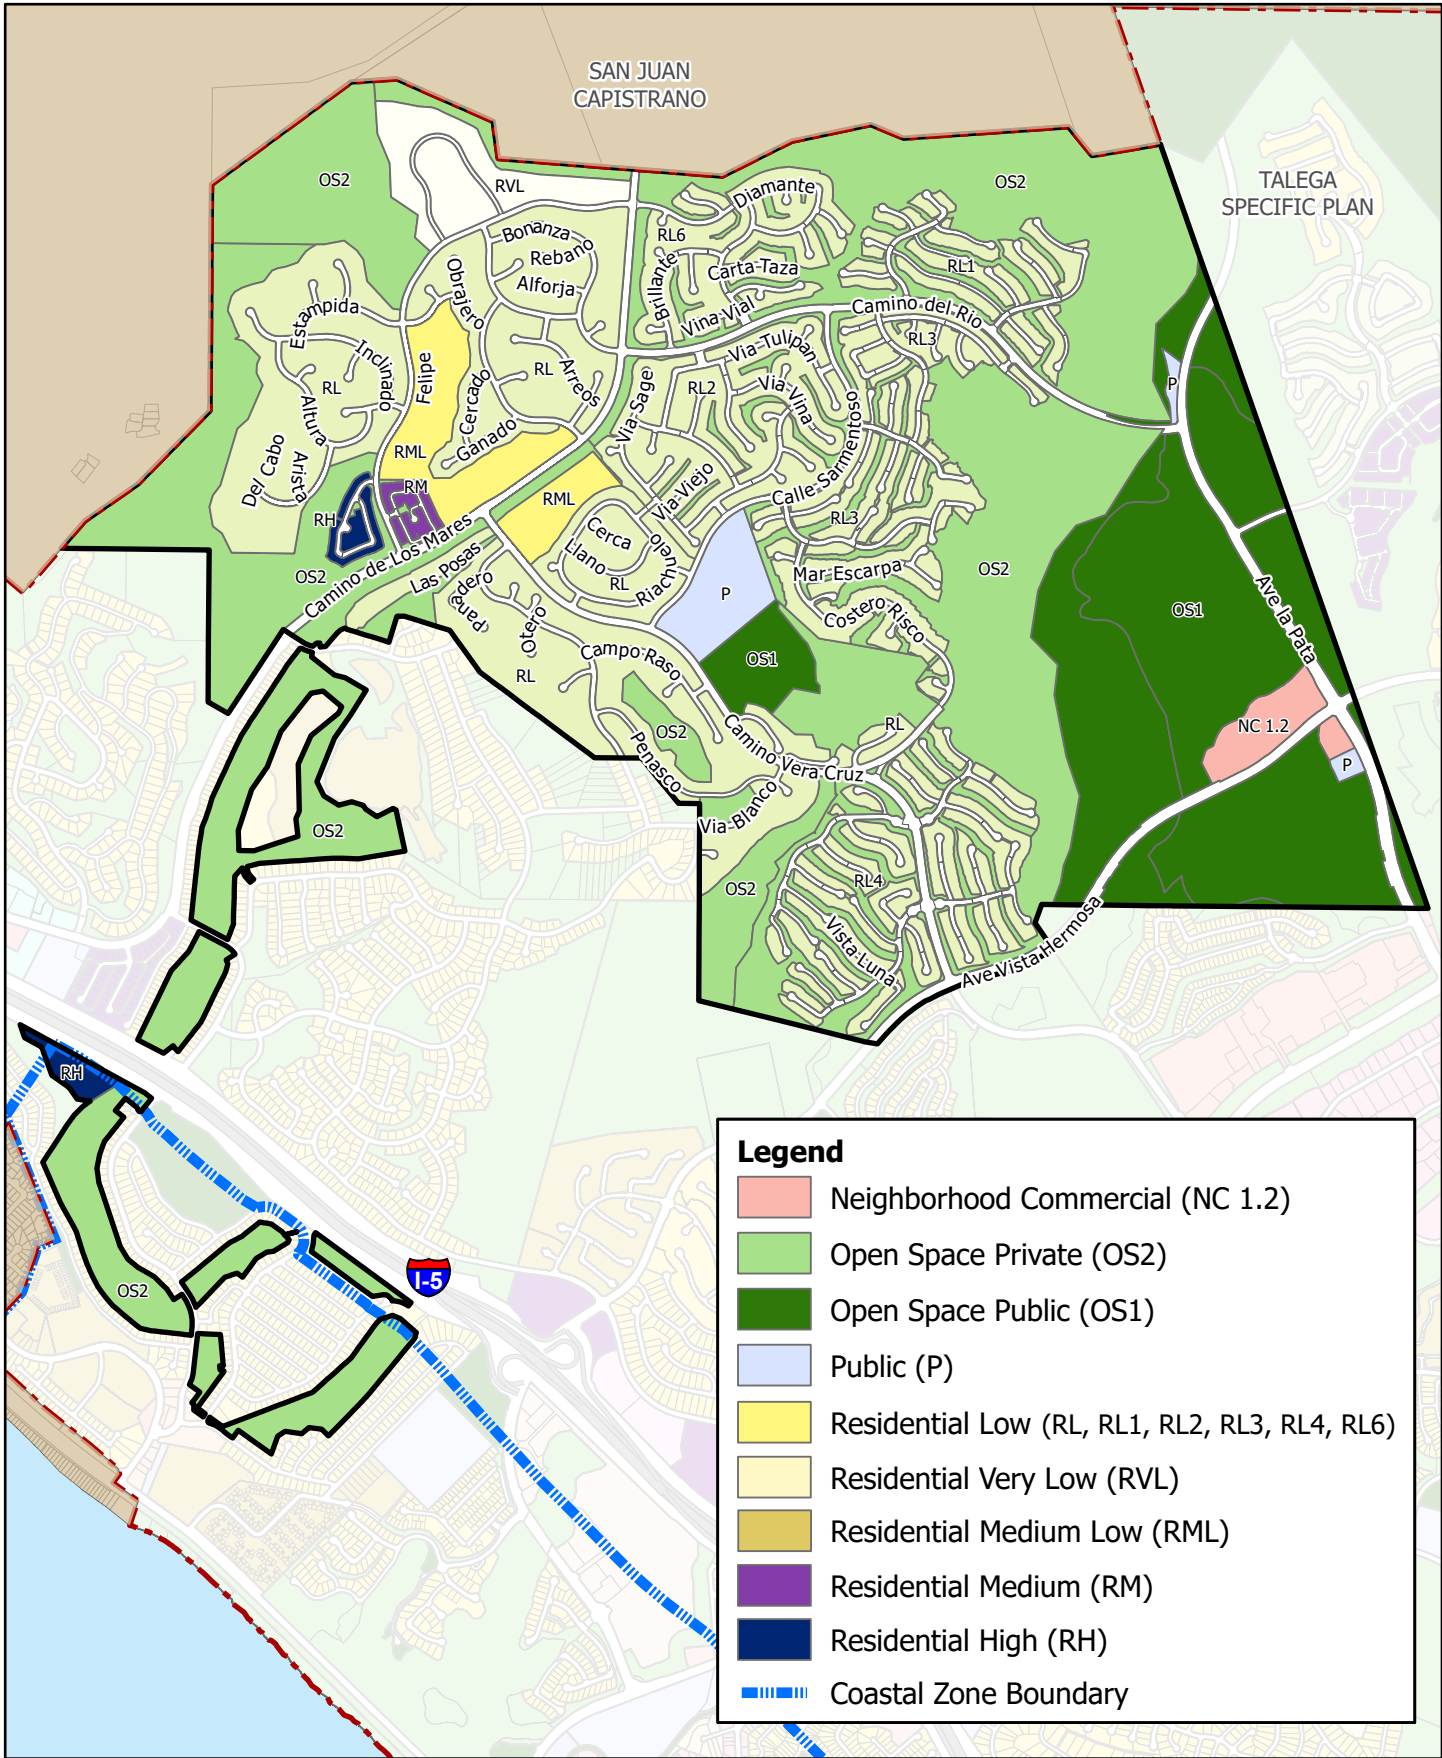 SAN JUAN
CAPISTRANO
TALEGA
SPECIFIC PLAN
OS2
RVL
OS2
Diamante
RL6
Bonanza
Rebano
Alforja
Obrajero
Brillante
Carta Taza
Vina Vial
RL1
Camino del Rio
RL3
Estampida
Inclinado
RL
Altura
Arista
Del Cabo
Felipe
Cercado
RL
Arreos
Ganado
Via Sage
RL2
Via Tulipan
Via Vina
Calle Sarmentoso
P
RML
RM
RH
RML
Via Viejo
RL3
OS2
Camino de Los Mares
Las Posas
Cerca
Llano
RL
Riachuelo
P
Mar Escarpa
Costero Risco
OS2
OS1
Ave la Pata
Panadero
Otero
Campo Raso
RL
OS1
OS2
Penasco
Camino Vera Cruz
RL
Via Blanco
NC 1.2
P
OS2
OS2
RL4
Vista Luna
Ave Vista Hermosa
RH
OS2
I-5
Legend
Neighborhood Commercial (NC 1.2)
Open Space Private (OS2)
Open Space Public (OS1)
Public (P)
Residential Low (RL, RL1, RL2, RL3, RL4, RL6)
Residential Very Low (RVL)
Residential Medium Low (RML)
Residential Medium (RM)
Residential High (RH)
Coastal Zone Boundary